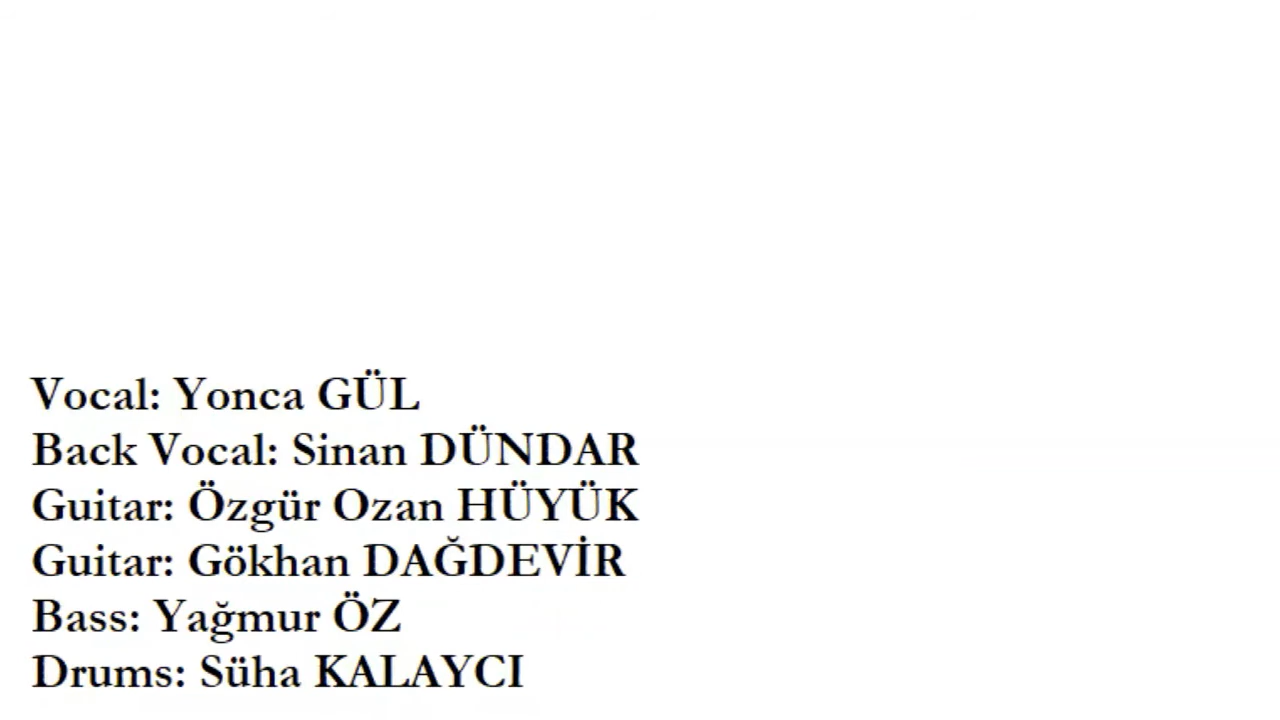 Vocal: Yonca GÜL
Back Vocal: Sinan DÜNDAR
Guitar: Özgür Ozan HÜYÜK
Guitar: Gökhan DAĞDEVİR
Bass: Yağmur ÖZ
Drums: Süha KALAYCI